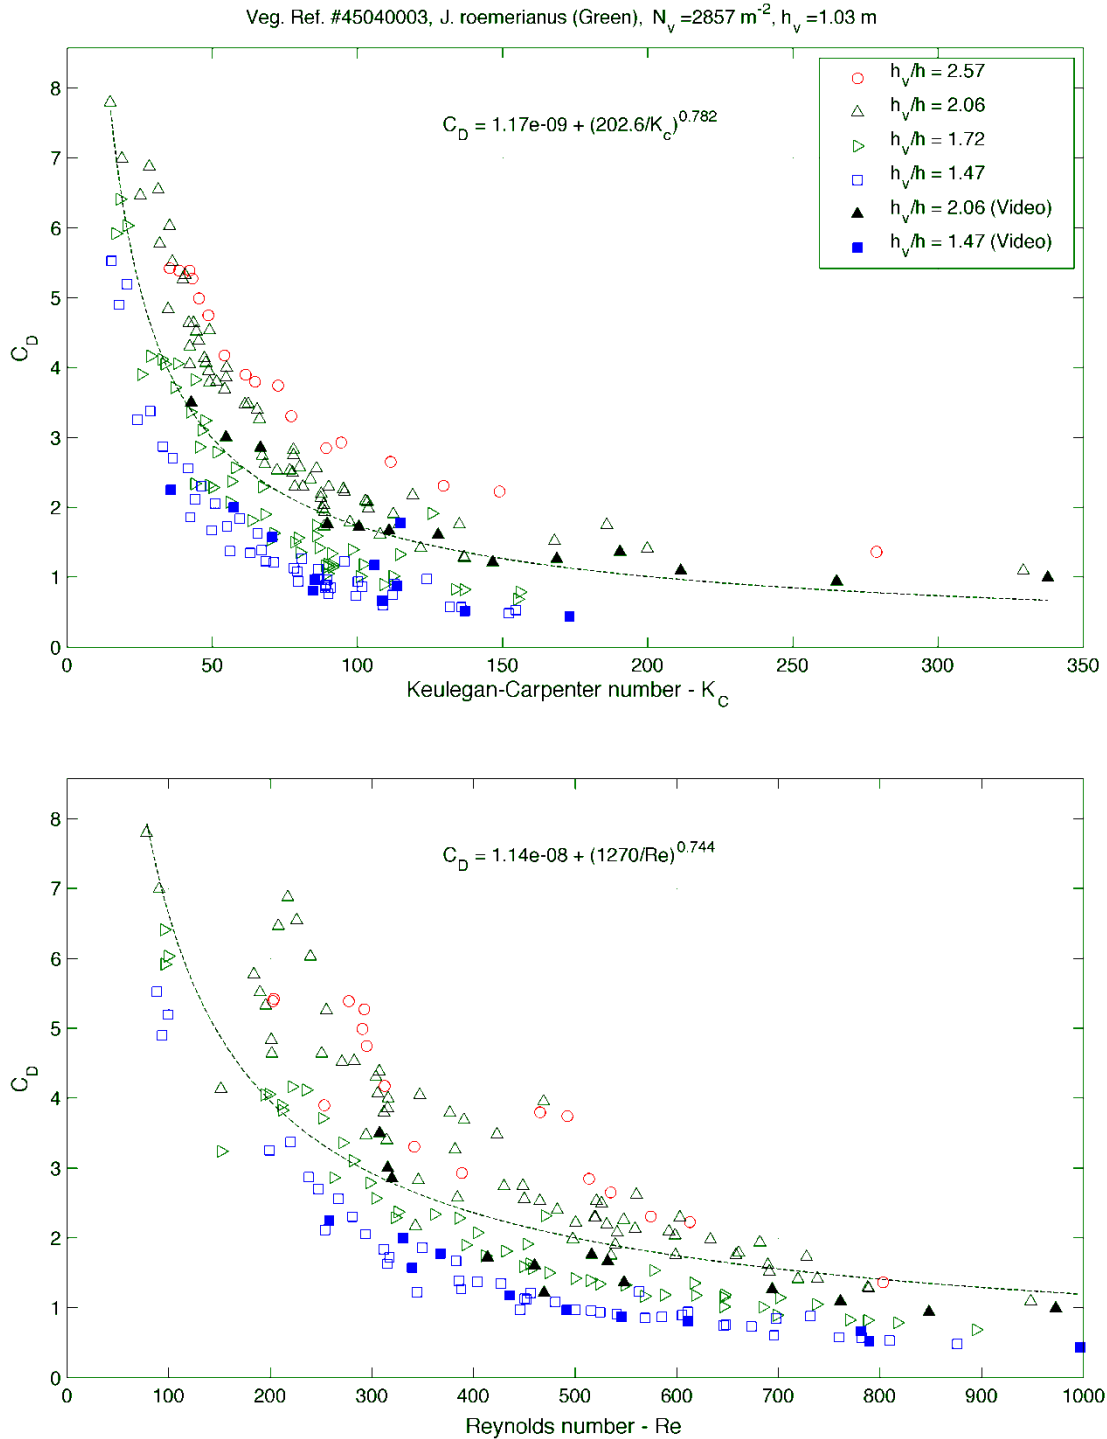 Veg. Ref. #45040003, J. roemerianus (Green), N_v =2857 m^-2, h_v =1.03 m
8
7
6
5
4
3
2
1
0
C_D
C_D = 1.17e-09 + (202.6/K_c)^0.782
h_v/h = 2.57
h_v/h = 2.06
h_v/h = 1.72
h_v/h = 1.47
h_v/h = 2.06 (Video)
h_v/h = 1.47 (Video)
0 50 100 150 200 250 300 350
Keulegan-Carpenter number - K_C
8
7
6
5
4
3
2
1
0
C_D
C_D = 1.14e-08 + (1270/Re)^0.744
0 100 200 300 400 500 600 700 800 900 1000
Reynolds number - Re